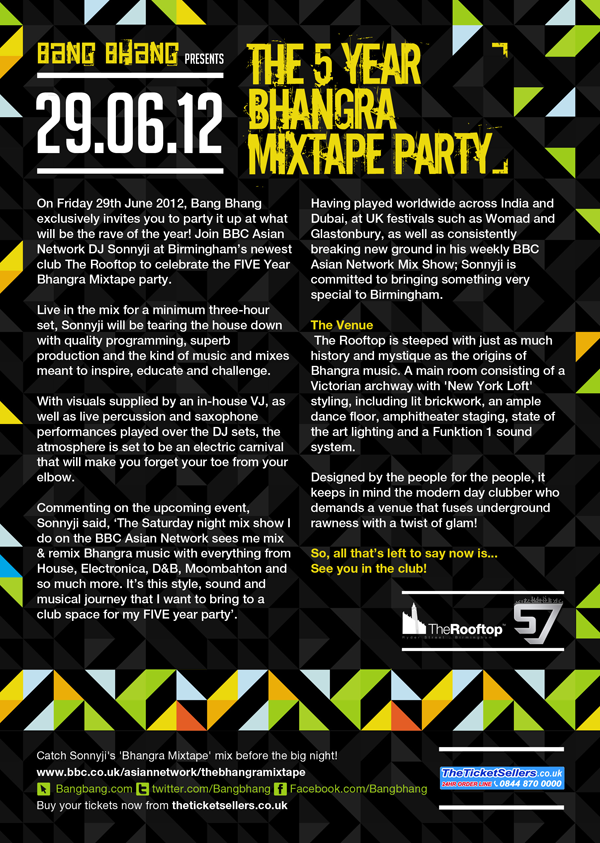 BANG BHANG PRESENTS
29.06.12
THE 5 YEAR
BHANGRA
MIXTAPE PARTY
On Friday 29th June 2012, Bang Bhang
exclusively invites you to party it up at what
will be the rave of the year! Join BBC Asian
Network DJ Sonnyji at Birmingham's newest
club The Rooftop to celebrate the FIVE Year
Bhangra Mixtape party.
Live in the mix for a minimum three-hour
set, Sonnyji will be tearing the house down
with quality programming, superb
production and the kind of music and mixes
meant to inspire, educate and challenge.
With visuals supplied by an in-house VJ, as
well as live percussion and saxophone
performances played over the DJ sets, the
atmosphere is set to be an electric carnival
that will make you forget your toe from your
elbow.
Commenting on the upcoming event,
Sonnyji said, 'The Saturday night mix show I
do on the BBC Asian Network sees me mix
& remix Bhangra music with everything from
House, Electronica, D&B, Moombahton and
so much more. It's this style, sound and
musical journey that I want to bring to a
club space for my FIVE year party'.
Having played worldwide across India and
Dubai, at UK festivals such as Womad and
Glastonbury, as well as consistently
breaking new ground in his weekly BBC
Asian Network Mix Show; Sonnyji is
committed to bringing something very
special to Birmingham.
The Venue
The Rooftop is steeped with just as much
history and mystique as the origins of
Bhangra music. A main room consisting of a
Victorian archway with 'New York Loft'
styling, including lit brickwork, an ample
dance floor, amphitheater staging, state of
the art lighting and a Funktion 1 sound
system.
Designed by the people for the people, it
keeps in mind the modern day clubber who
demands a venue that fuses underground
rawness with a twist of glam!
So, all that's left to say now is...
See you in the club!
TheRooftop
57
Catch Sonnyji's 'Bhangra Mixtape' mix before the big night!
www.bbc.co.uk/asiannetwork/thebhangramixtape
Bangbang.com twitter.com/Bangbhang Facebook.com/Bangbhang
Buy your tickets now from theticketsellers.co.uk
TheTicketSellers.co.uk
24HR ORDER LINE! 0844 870 0000